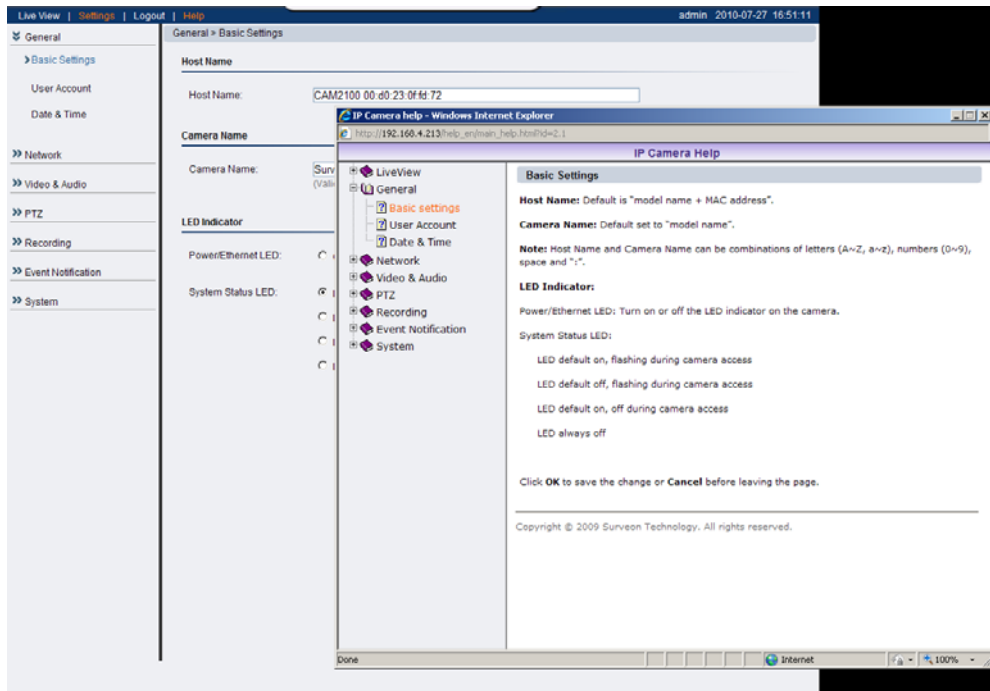 Live View | Settings | Logout | Help
admin 2010-07-27 16:51:11
General
Basic Settings
User Account
Date & Time
Network
Video & Audio
PTZ
Recording
Event Notification
System
General > Basic Settings
Host Name
Host Name:
CAM2100 00:d0:23:0f:fd:72
Camera Name
Camera Name:
LED Indicator
Power/Ethernet LED:
System Status LED:
IP Camera help - Windows Internet Explorer
http://192.168.4.213/help_en/main_help.html?id=2.1
IP Camera Help
LiveView
General
Basic settings
User Account
Date & Time
Network
Video & Audio
PTZ
Recording
Event Notification
System
Basic Settings
Host Name: Default is "model name + MAC address".
Camera Name: Default set to "model name".
Note: Host Name and Camera Name can be combinations of letters (A~Z, a~z), numbers (0~9),
space and ":".
LED Indicator:
Power/Ethernet LED: Turn on or off the LED indicator on the camera.
System Status LED:
LED default on, flashing during camera access
LED default off, flashing during camera access
LED default on, off during camera access
LED always off
Click OK to save the change or Cancel before leaving the page.
Copyright © 2009 Surveon Technology. All rights reserved.
Done
Internet
100%